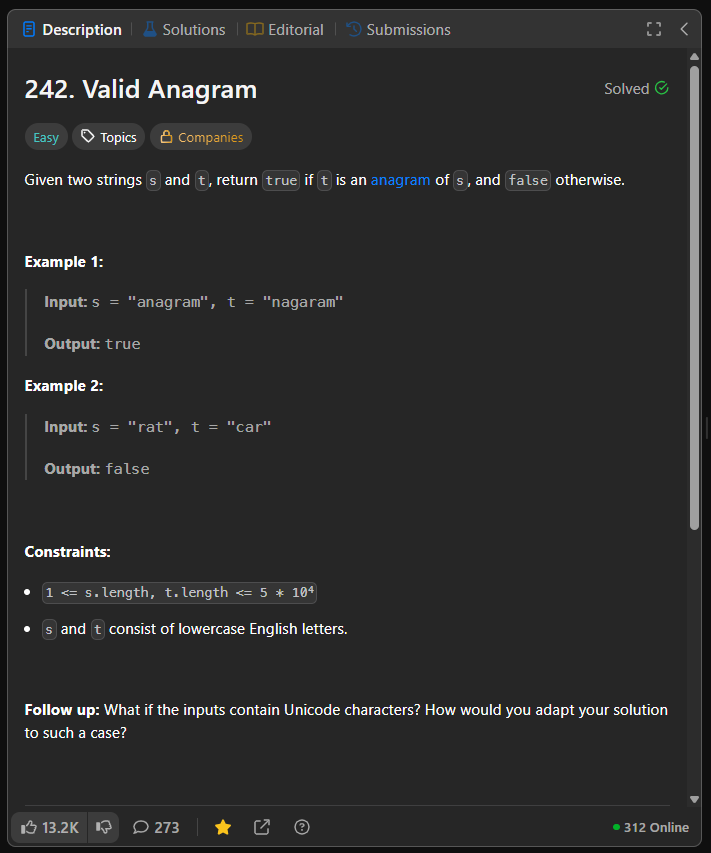 Description Solutions Editorial Submissions
242. Valid Anagram Solved
Easy Topics Companies
Given two strings s and t, return true if t is an anagram of s, and false otherwise.
Example 1:
Input: s = "anagram", t = "nagaram"
Output: true
Example 2:
Input: s = "rat", t = "car"
Output: false
Constraints:
1 <= s.length, t.length <= 5 * 10⁴
s and t consist of lowercase English letters.
Follow up: What if the inputs contain Unicode characters? How would you adapt your solution
to such a case?
13.2K 273 312 Online